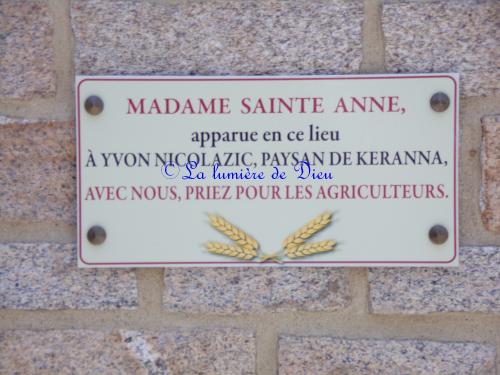 MADAME SAINTE ANNE,
apparue en ce lieu
À YVON NICOLAZIC, PAYSAN DE KERANNA,
©La lumière de Dieu
AVEC NOUS, PRIEZ POUR LES AGRICULTEURS.